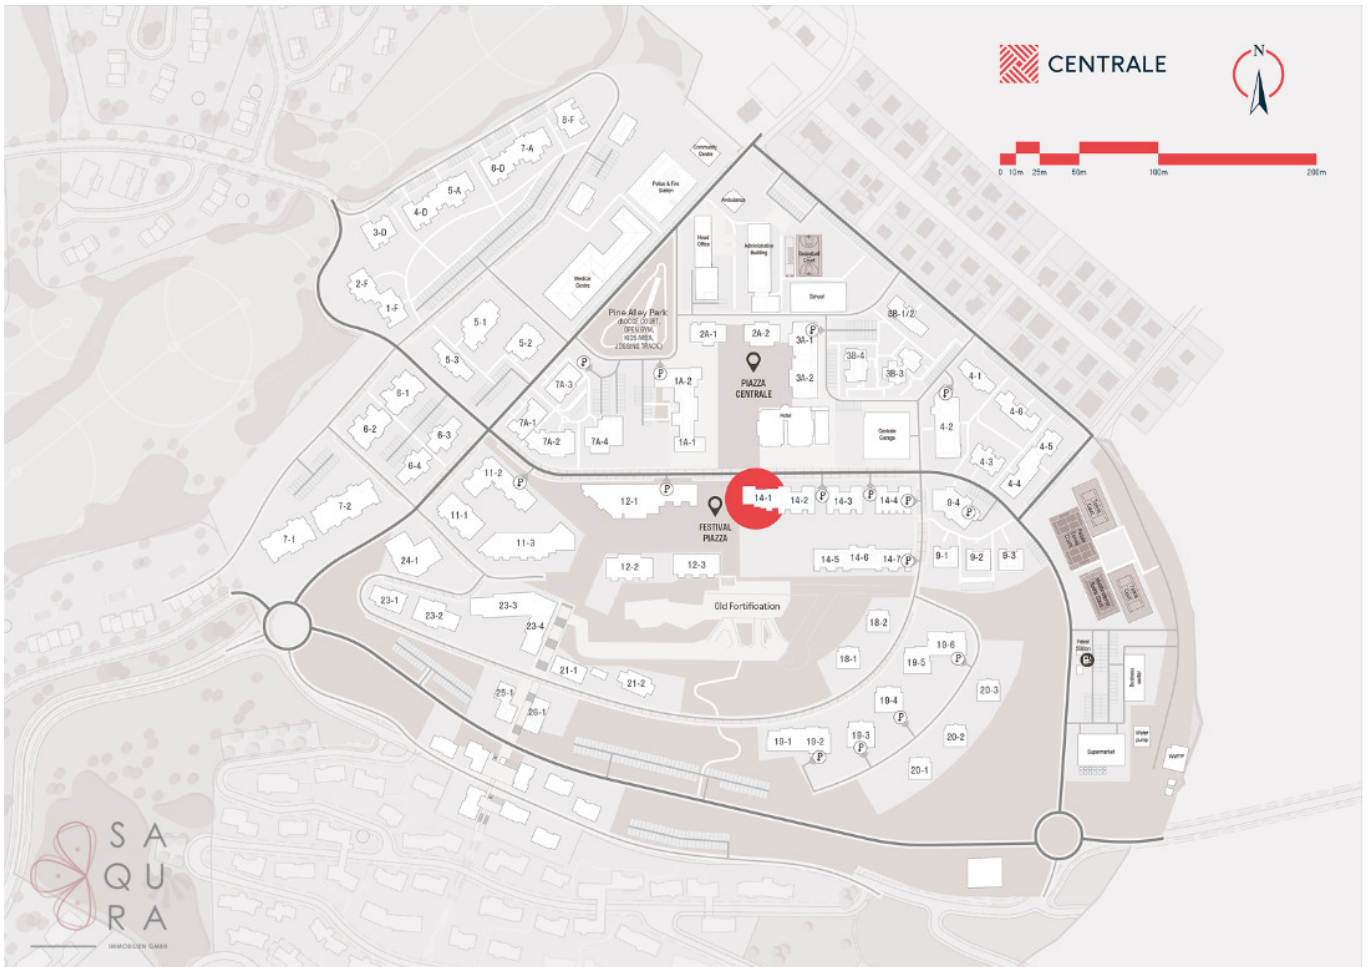 CENTRALE
N
0 10m 25m 50m 100m 200m
8-F
7-A
6-D
5-A
4-D
3-D
2-F
1-F
Community
Centre
Police & Fire
Station
Ambulance
Head
Office
Administrative
Building
Basketball
Court
School
Medical
Centre
Pine Alley Park
(BOCCE COURT,
OPEN GYM,
KIDS AREA,
JOGGING TRACK)
5-1
5-2
5-3
2A-1
2A-2
3A-1
3A-2
3B-1/2
3B-4
3B-3
PIAZZA
CENTRALE
P
P
P
7A-3
1A-2
7A-1
7A-2
7A-4
1A-1
Hotel
Garage
6-1
6-2
6-3
6-4
4-1
4-6
4-2
4-5
4-3
4-4
P
7-2
7-1
11-2
11-1
11-3
P
12-1
P
14-1
14-2
14-3
14-4
P
P
P
9-4
P
FESTIVAL
PIAZZA
24-1
12-2
12-3
14-5
14-6
14-7
P
9-1
9-2
9-3
Tennis
Court
Tennis
Court
Old Fortification
23-1
23-2
23-3
23-4
18-2
18-1
19-6
19-5
P
21-1
21-2
25-1
26-1
19-4
P
20-3
19-1
19-2
19-3
P
P
20-2
20-1
Petrol
Station
Business
center
Water
pump
Supermarket
WWTP
SA
QU
RA
IMMOBILIEN GMBH